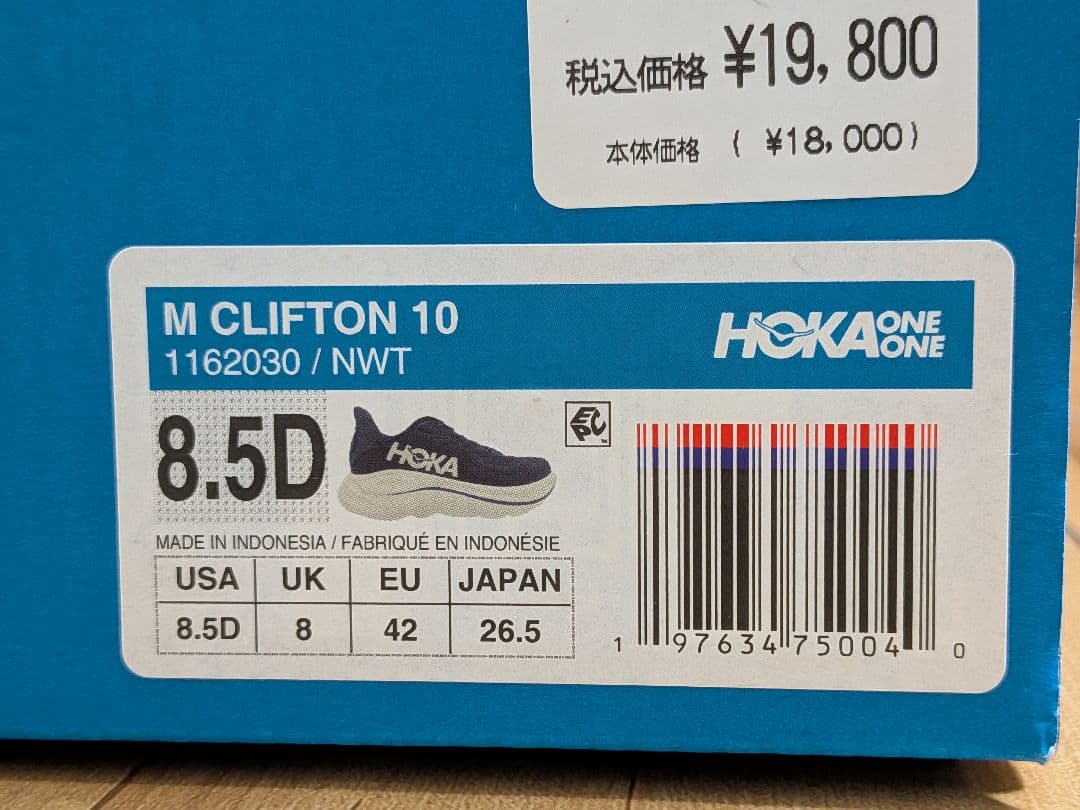 税込価格 ¥19,800
本体価格 ( ¥18,000)
M CLIFTON 10
1162030 / NWT
HOKA ONE ONE
8.5D
HOKA
EPC
MADE IN INDONESIA / FABRIQUÉ EN INDONÉSIE
USA UK EU JAPAN
8.5D 8 42 26.5
1 97634 75004 0